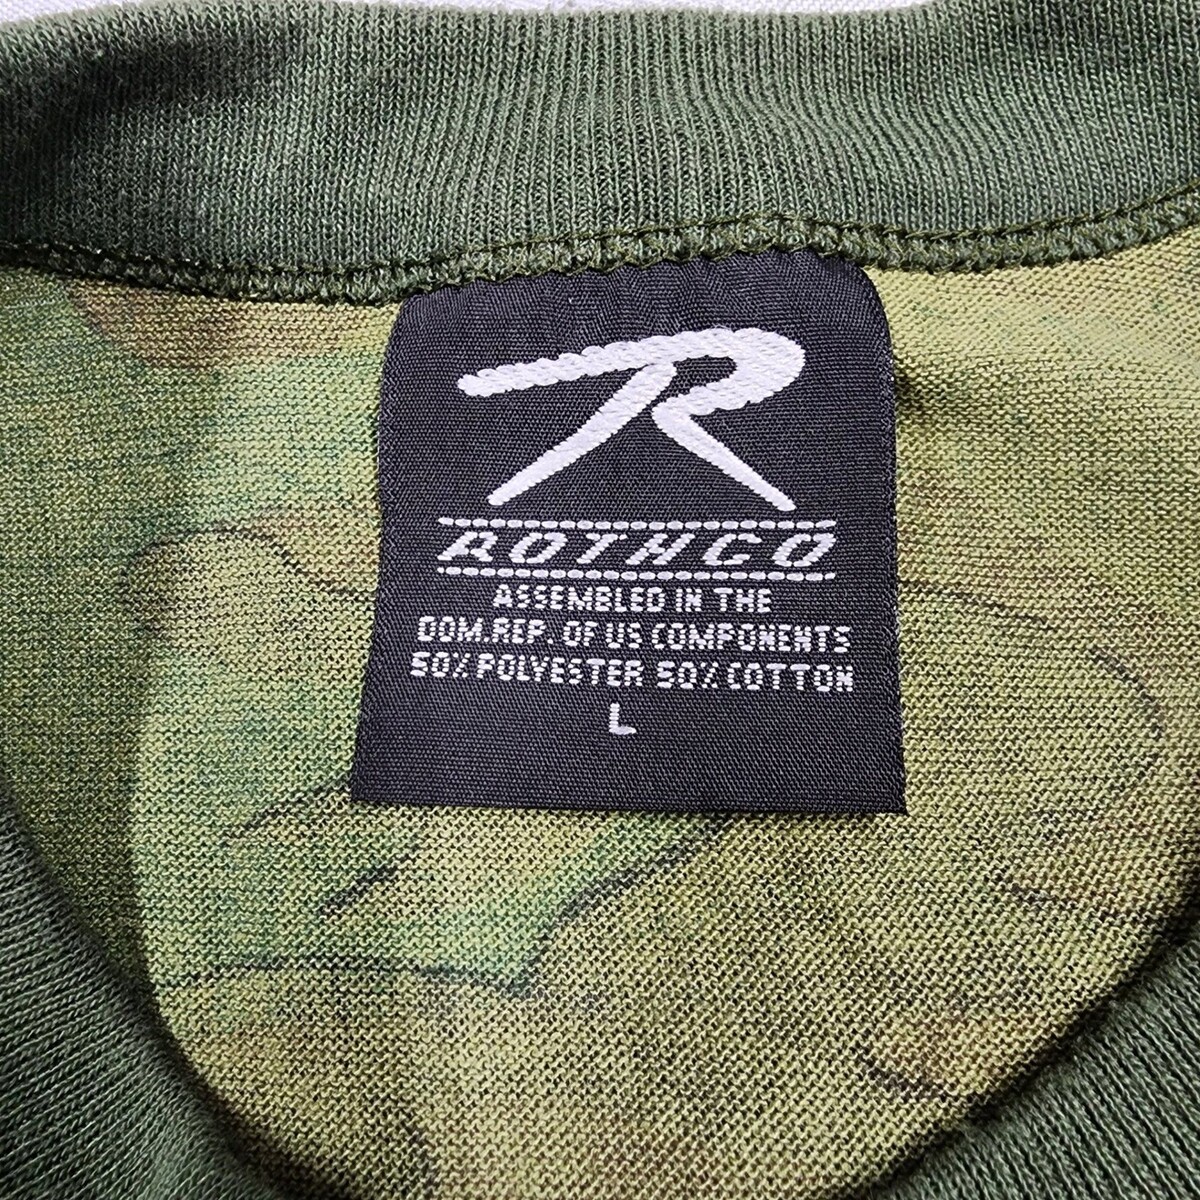 R
ROTHCO
ASSEMBLED IN THE
DOM.REP. OF US COMPONENTS
50% POLYESTER 50% COTTON
L